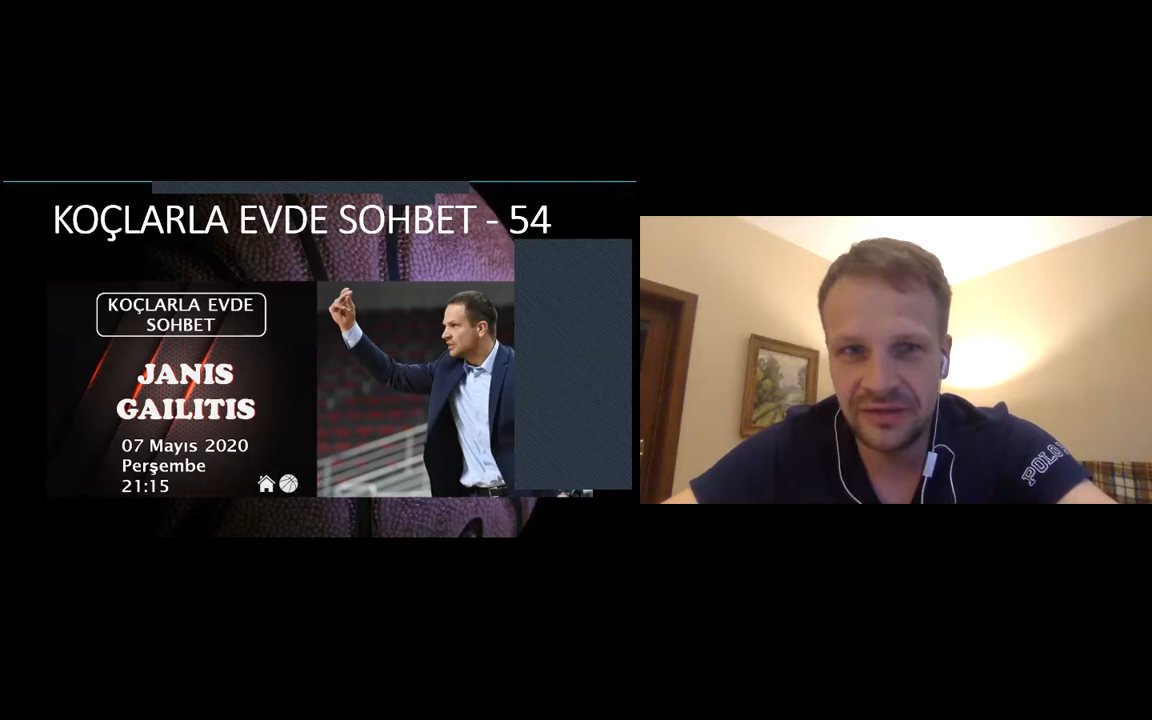 KOÇLARLA EVDE SOHBET - 54
KOÇLARLA EVDE
SOHBET
JANIS
GAILITIS
07 Mayıs 2020
Perşembe
21:15
POLO